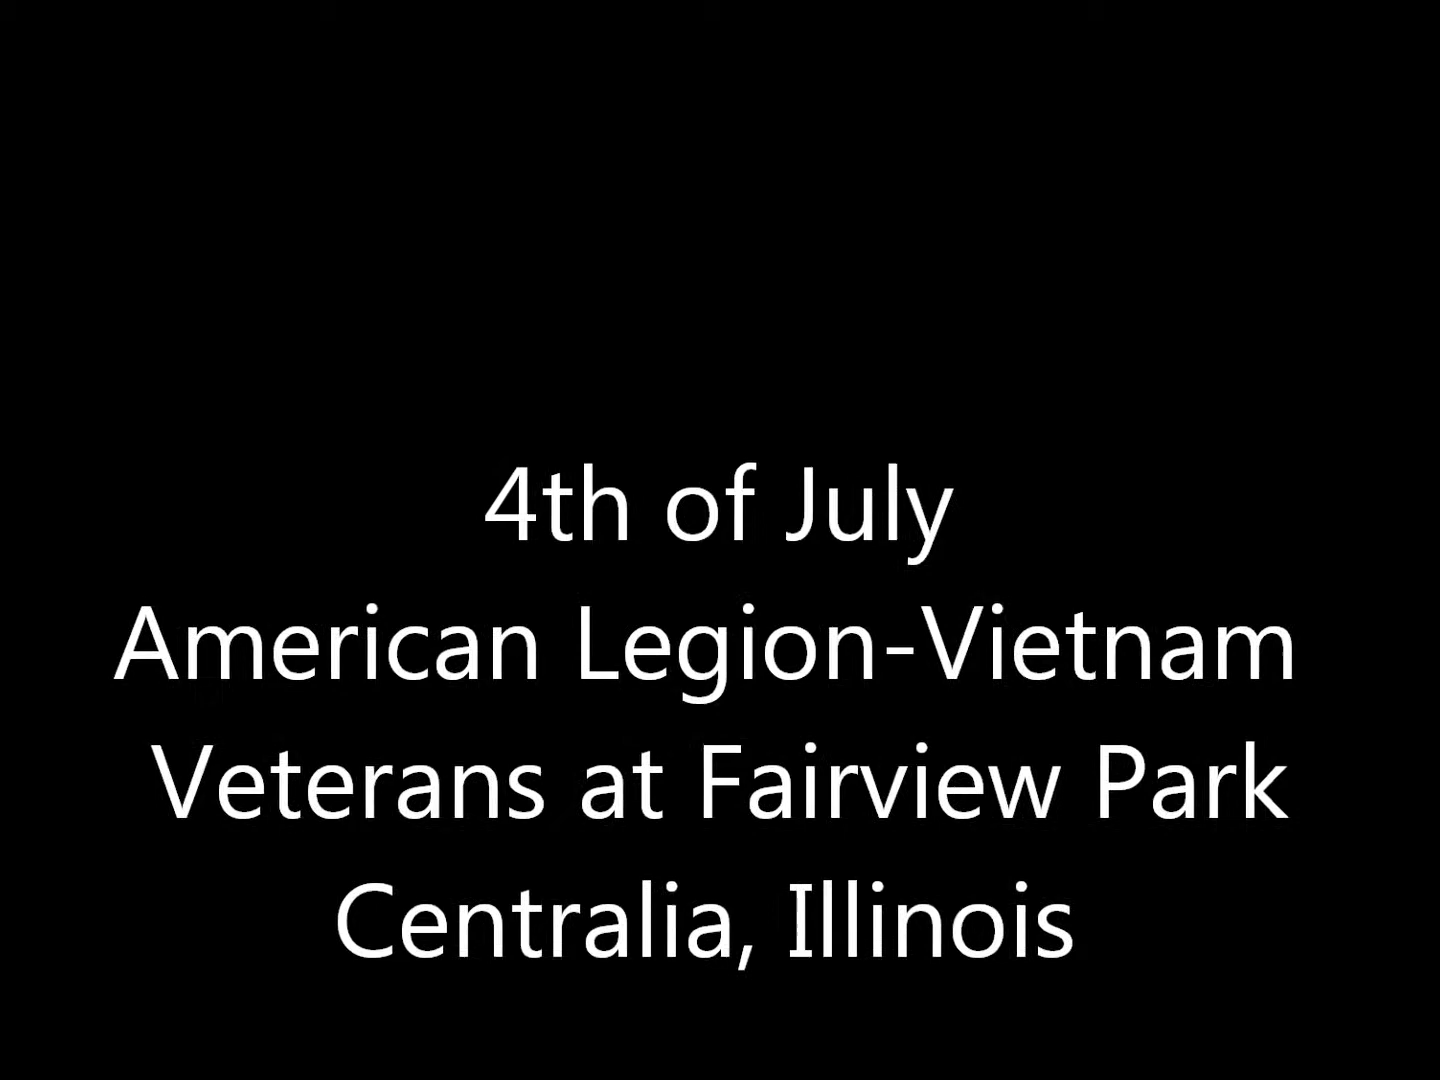 4th of July
American Legion-Vietnam
Veterans at Fairview Park
Centralia, Illinois